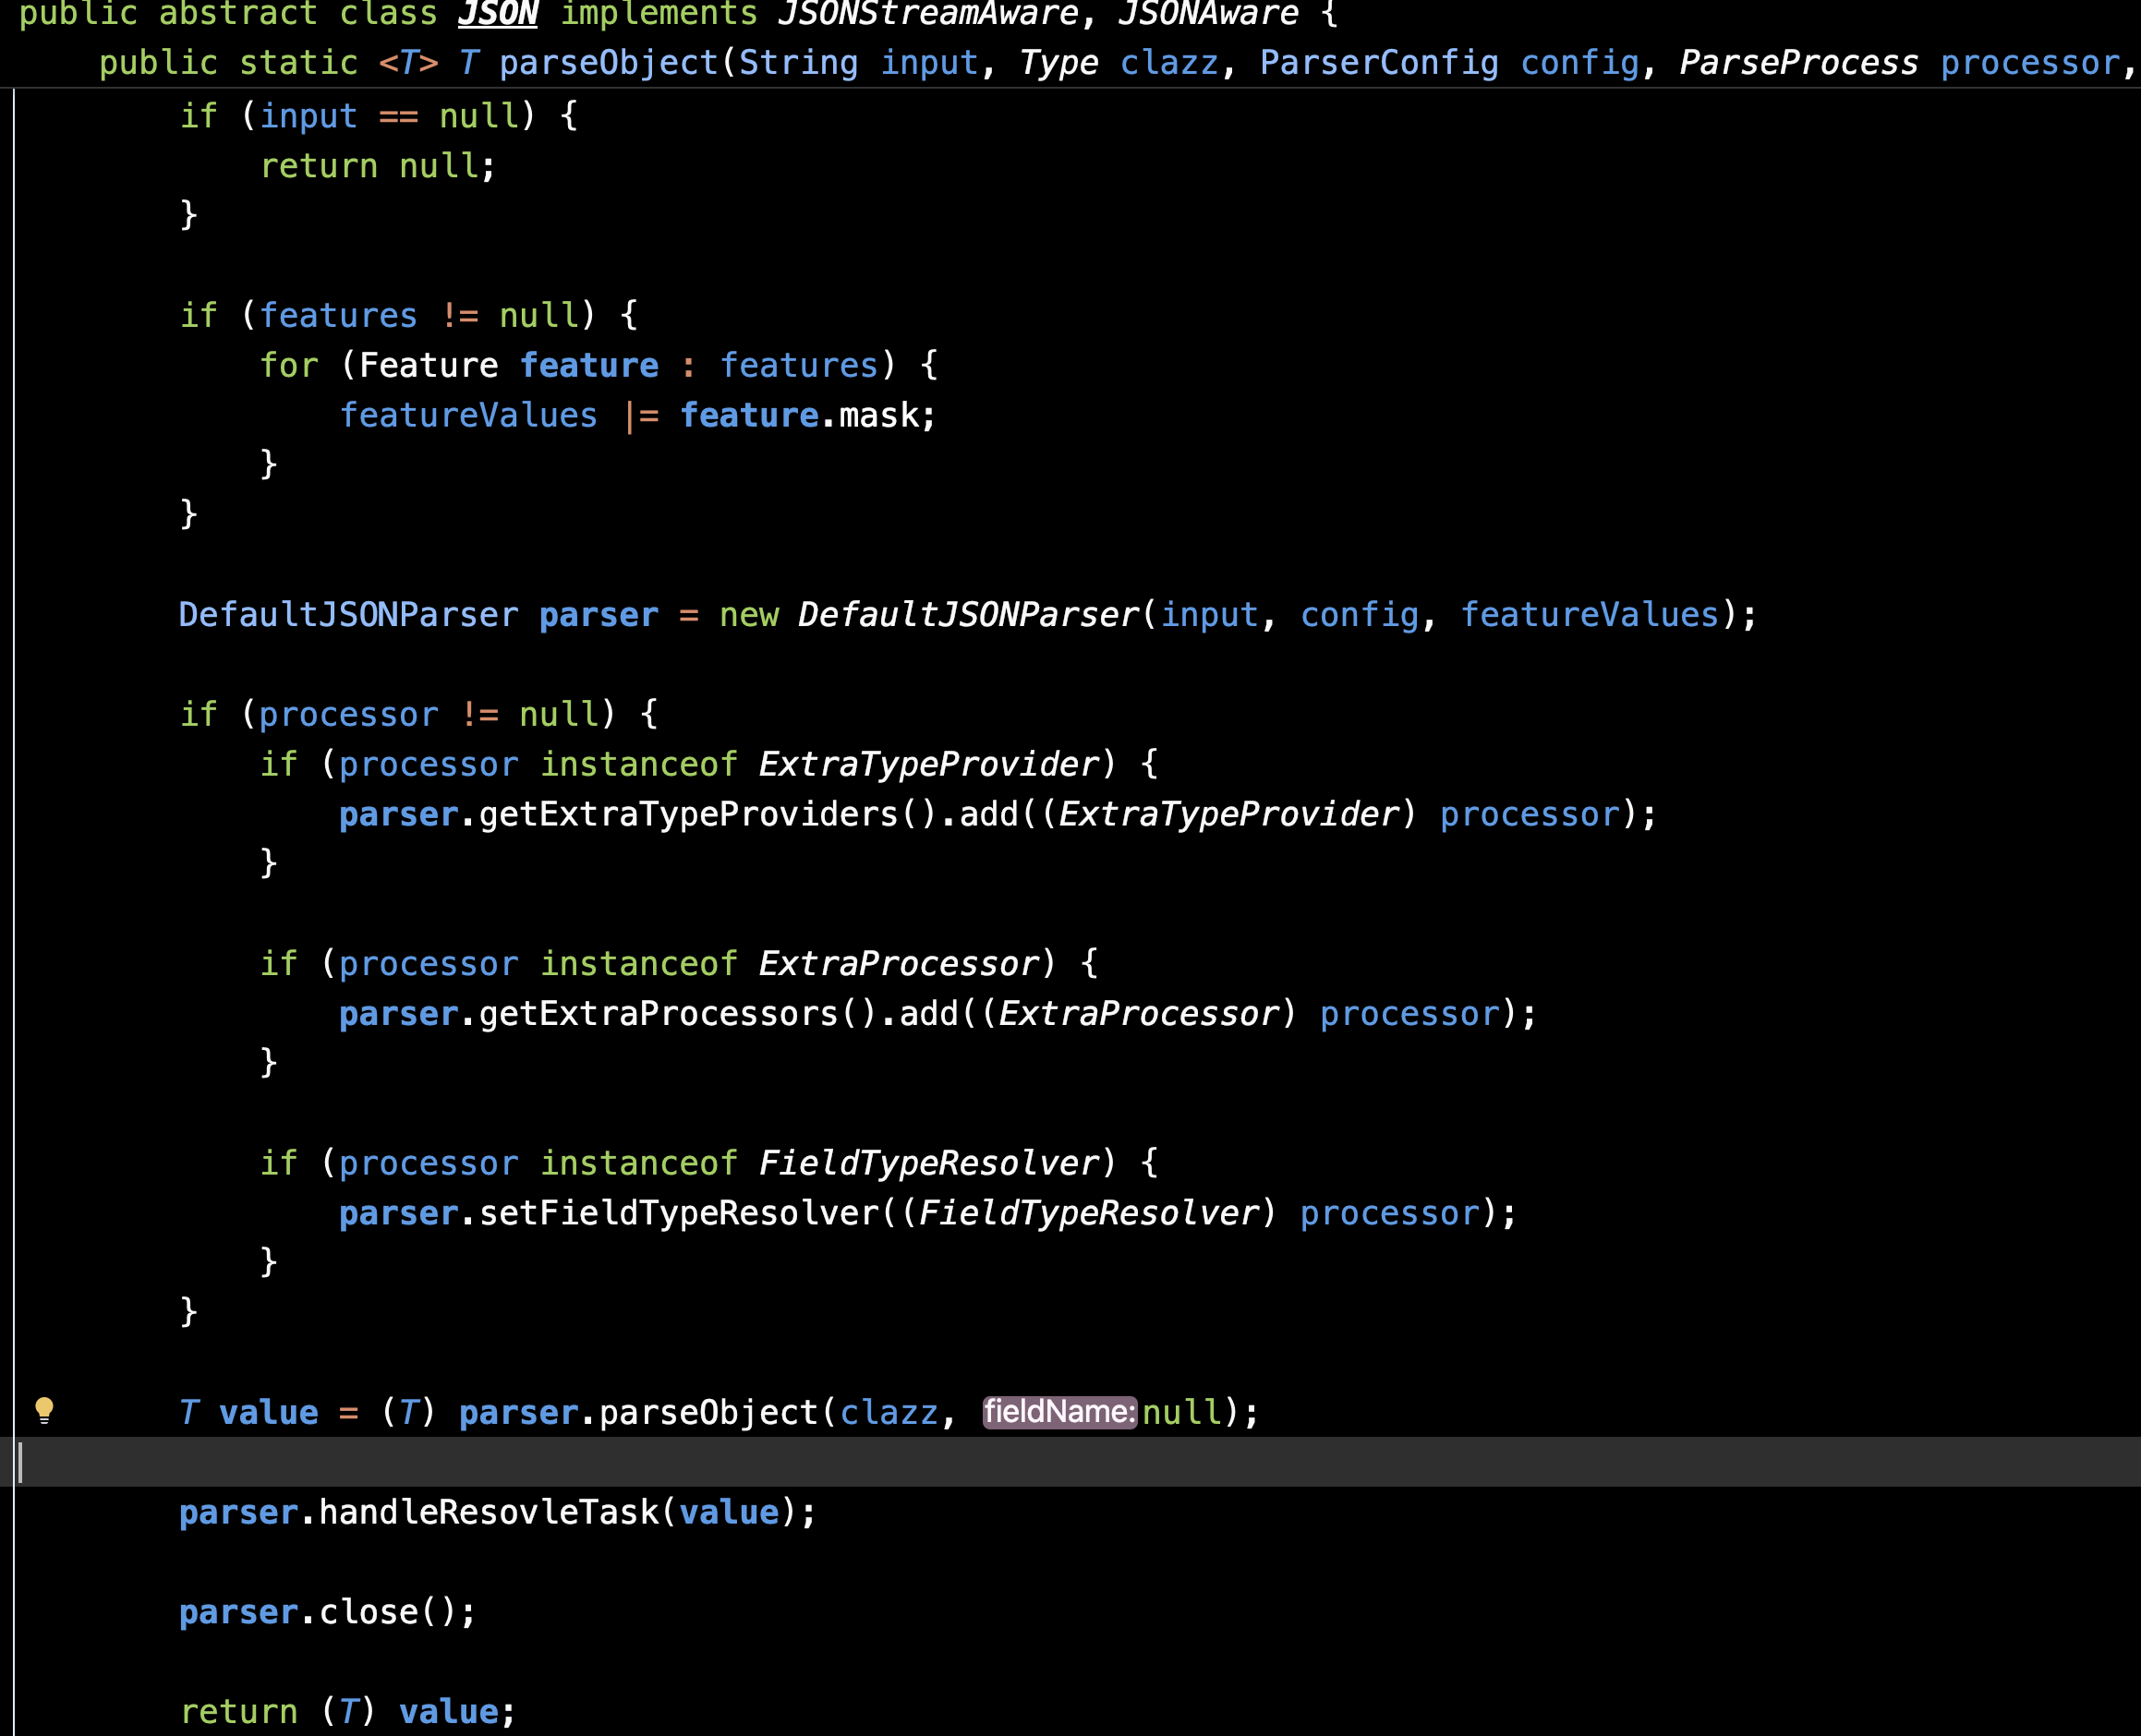 public abstract class JSON implements JSONStreamAware, JSONAware {
public static <T> T parseObject(String input, Type clazz, ParserConfig config, ParseProcess processor,
if (input == null) {
return null;
}
if (features != null) {
for (Feature feature : features) {
featureValues |= feature.mask;
}
}
DefaultJSONParser parser = new DefaultJSONParser(input, config, featureValues);
if (processor != null) {
if (processor instanceof ExtraTypeProvider) {
parser.getExtraTypeProviders().add((ExtraTypeProvider) processor);
}
if (processor instanceof ExtraProcessor) {
parser.getExtraProcessors().add((ExtraProcessor) processor);
}
if (processor instanceof FieldTypeResolver) {
parser.setFieldTypeResolver((FieldTypeResolver) processor);
}
}
T value = (T) parser.parseObject(clazz, fieldName: null);
parser.handleResovleTask(value);
parser.close();
return (T) value;